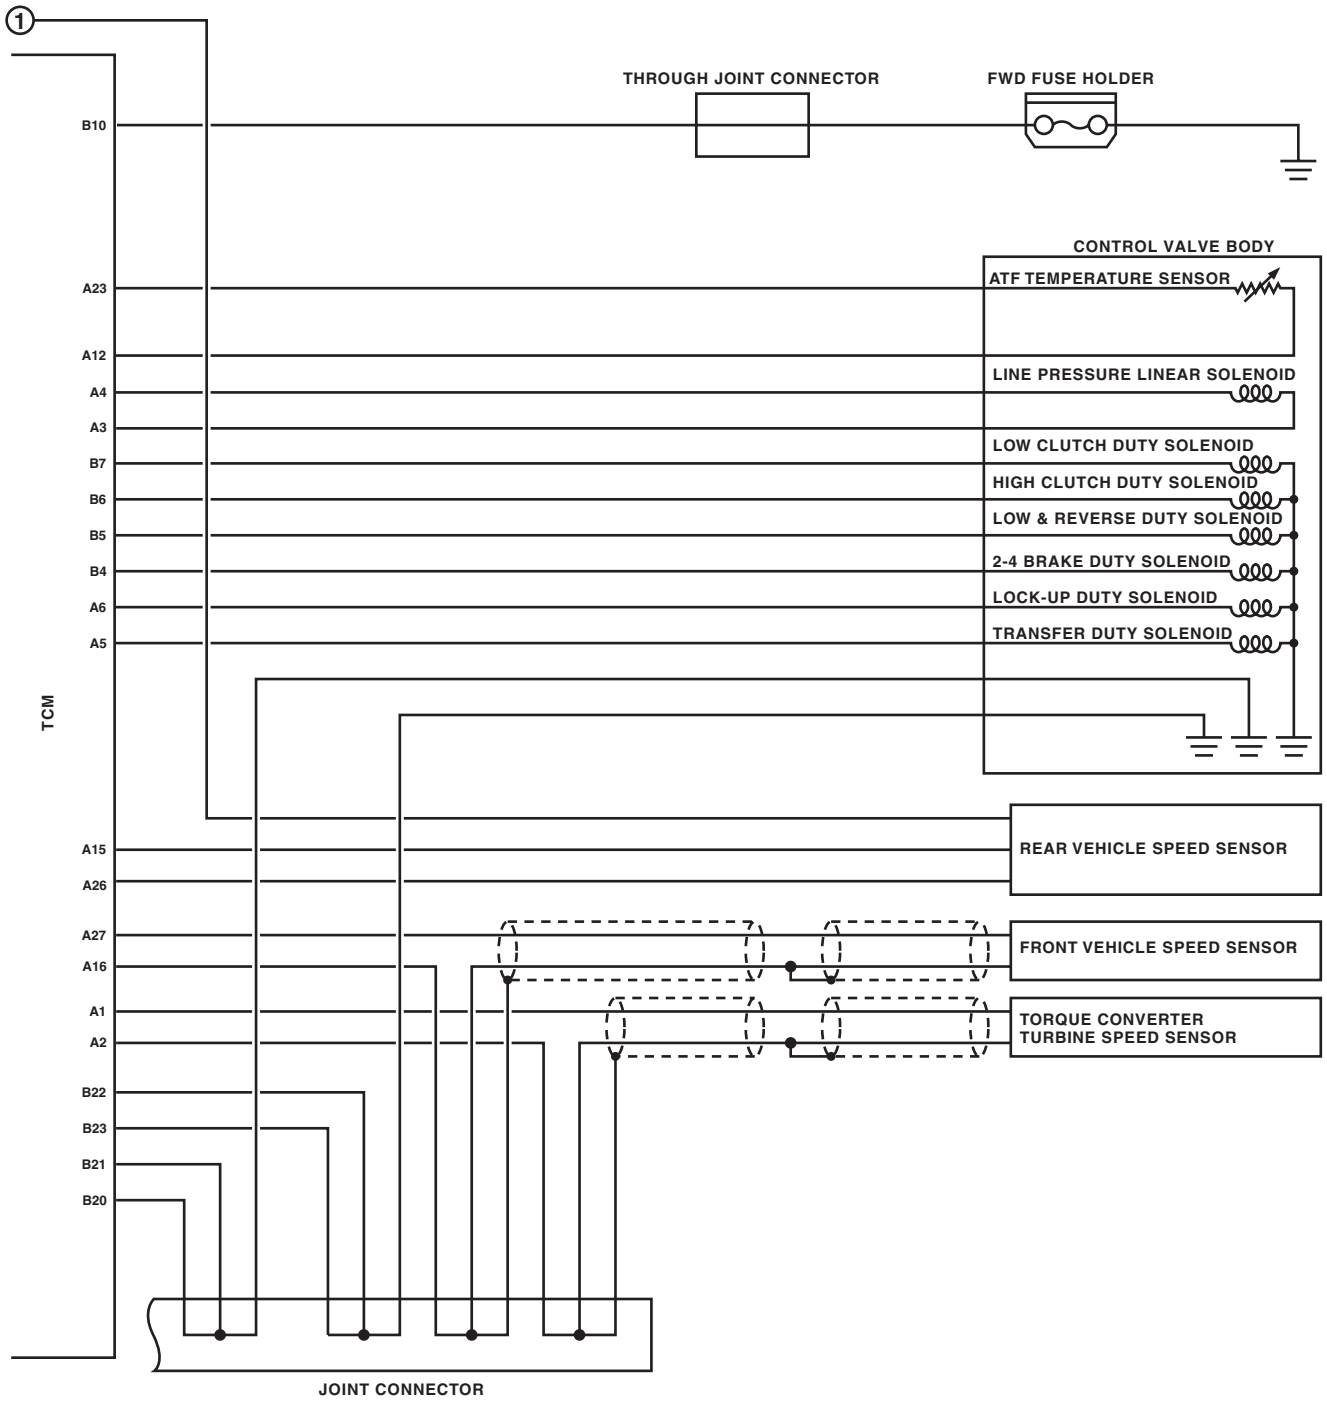 1
THROUGH JOINT CONNECTOR
FWD FUSE HOLDER
B10
CONTROL VALVE BODY
A23
ATF TEMPERATURE SENSOR
A12
LINE PRESSURE LINEAR SOLENOID
A4
A3
LOW CLUTCH DUTY SOLENOID
B7
HIGH CLUTCH DUTY SOLENOID
B6
LOW & REVERSE DUTY SOLENOID
B5
2-4 BRAKE DUTY SOLENOID
B4
LOCK-UP DUTY SOLENOID
A6
TRANSFER DUTY SOLENOID
A5
TCM
A15
REAR VEHICLE SPEED SENSOR
A26
A27
FRONT VEHICLE SPEED SENSOR
A16
A1
TORQUE CONVERTER
TURBINE SPEED SENSOR
A2
B22
B23
B21
B20
JOINT CONNECTOR